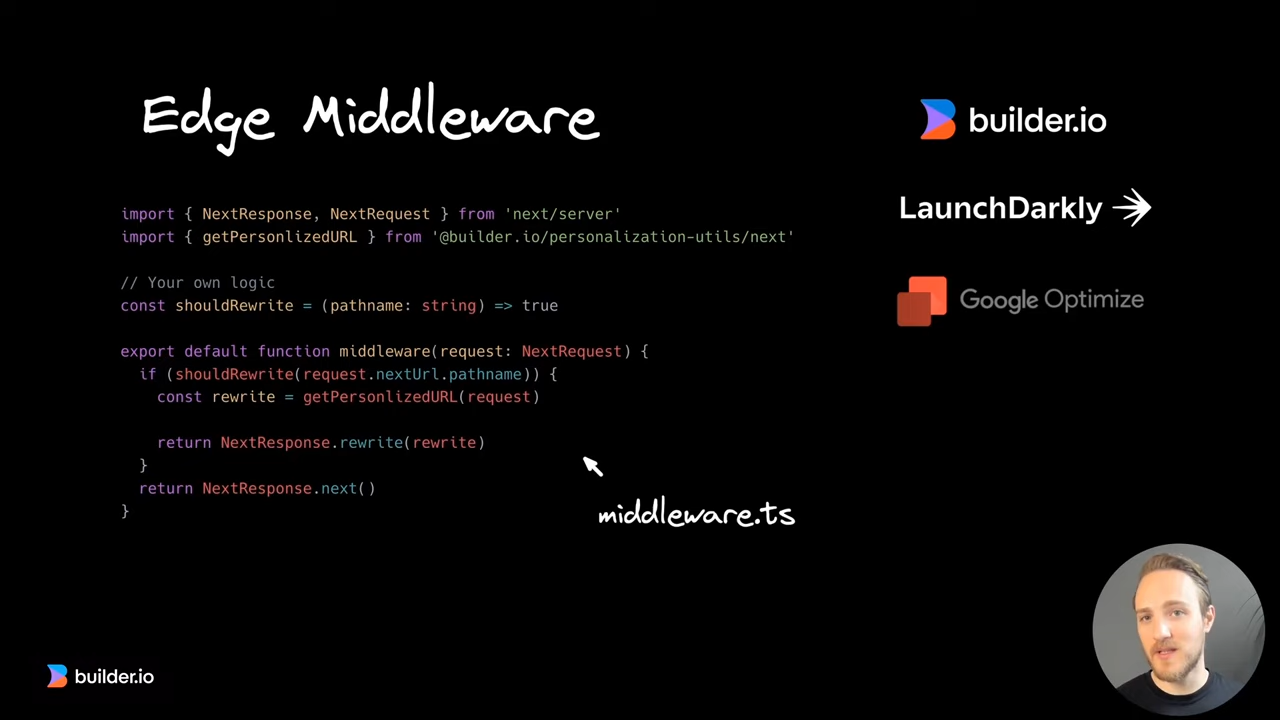 Edge Middleware
import { NextResponse, NextRequest } from 'next/server'
import { getPersonlizedURL } from '@builder.io/personalization-utils/next'
// Your own logic
const shouldRewrite = (pathname: string) => true
export default function middleware(request: NextRequest) {
if (shouldRewrite(request.nextUrl.pathname)) {
const rewrite = getPersonlizedURL(request)
return NextResponse.rewrite(rewrite)
}
return NextResponse.next()
}
middleware.ts
builder.io
LaunchDarkly
Google Optimize
builder.io